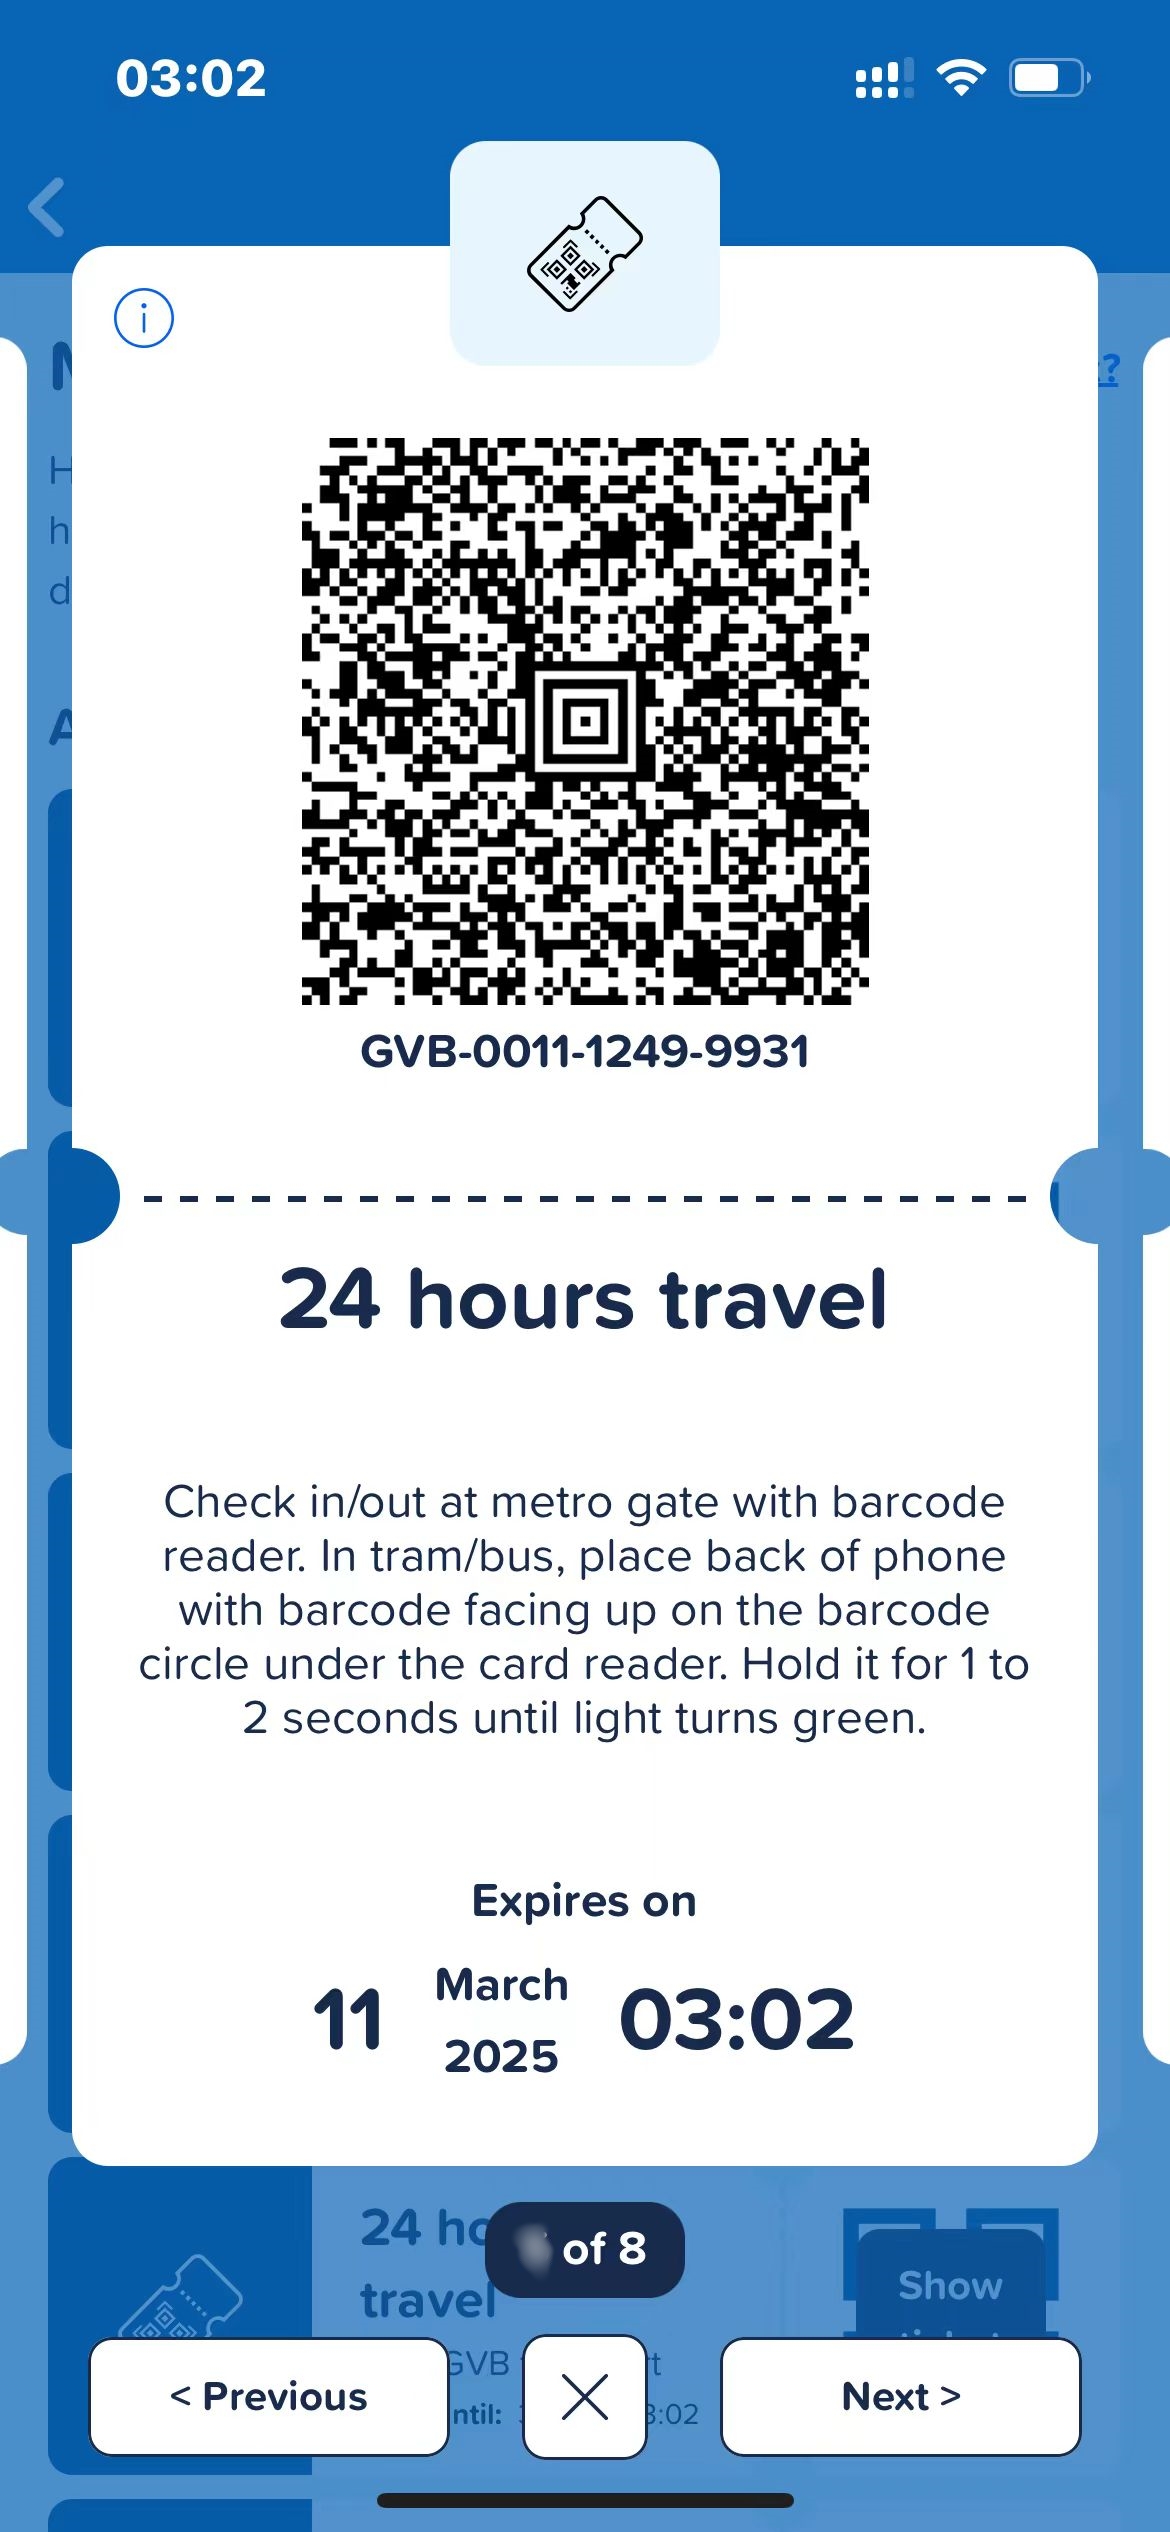 03:02
?
GVB-0011-1249-9931
24 hours travel
Check in/out at metro gate with barcode
reader. In tram/bus, place back of phone
with barcode facing up on the barcode
circle under the card reader. Hold it for 1 to
2 seconds until light turns green.
Expires on
11 March 2025 03:02
24 ho
travel
of 8
Show
GVB
ntil: 3:02
< Previous
Next >